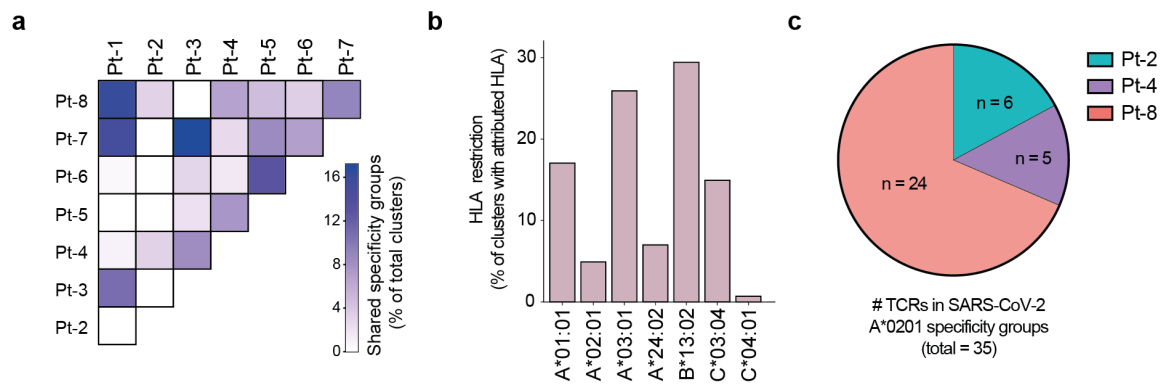 a
Pt-1
Pt-2
Pt-3
Pt-4
Pt-5
Pt-6
Pt-7
Pt-8
Pt-7
Pt-6
Pt-5
Pt-4
Pt-3
Pt-2
16
12
8
4
0
Shared specificity groups
(% of total clusters)
b
HLA restriction
(% of clusters with attributed HLA)
30
20
10
0
A*01:01
A*02:01
A*03:01
A*24:02
B*13:02
C*03:04
C*04:01
c
n = 6
n = 5
n = 24
Pt-2
Pt-4
Pt-8
# TCRs in SARS-CoV-2
A*0201 specificity groups
(total = 35)